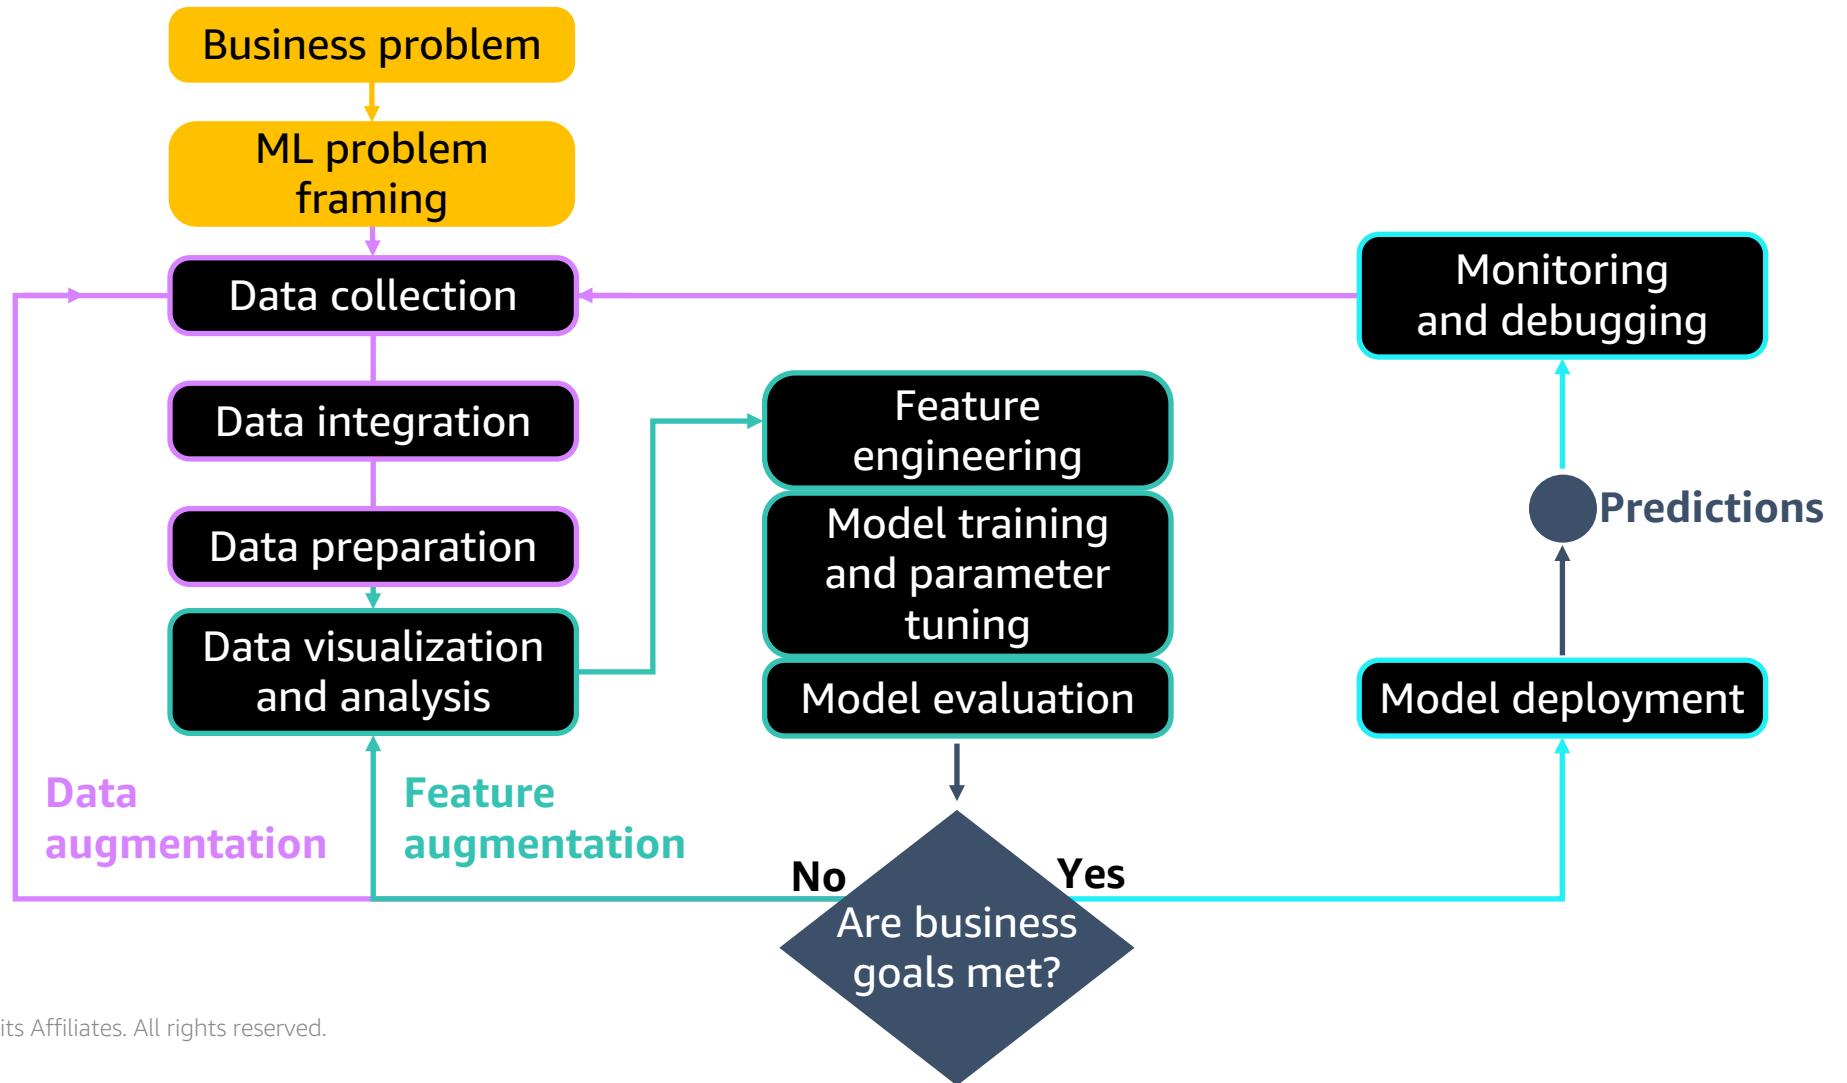 Business problem
ML problem
framing
Data collection
Data integration
Data preparation
Data visualization
and analysis
Data
augmentation
Feature
augmentation
Feature
engineering
Model training
and parameter
tuning
Model evaluation
No
Yes
Are business
goals met?
Monitoring
and debugging
Predictions
Model deployment
its Affiliates. All rights reserved.